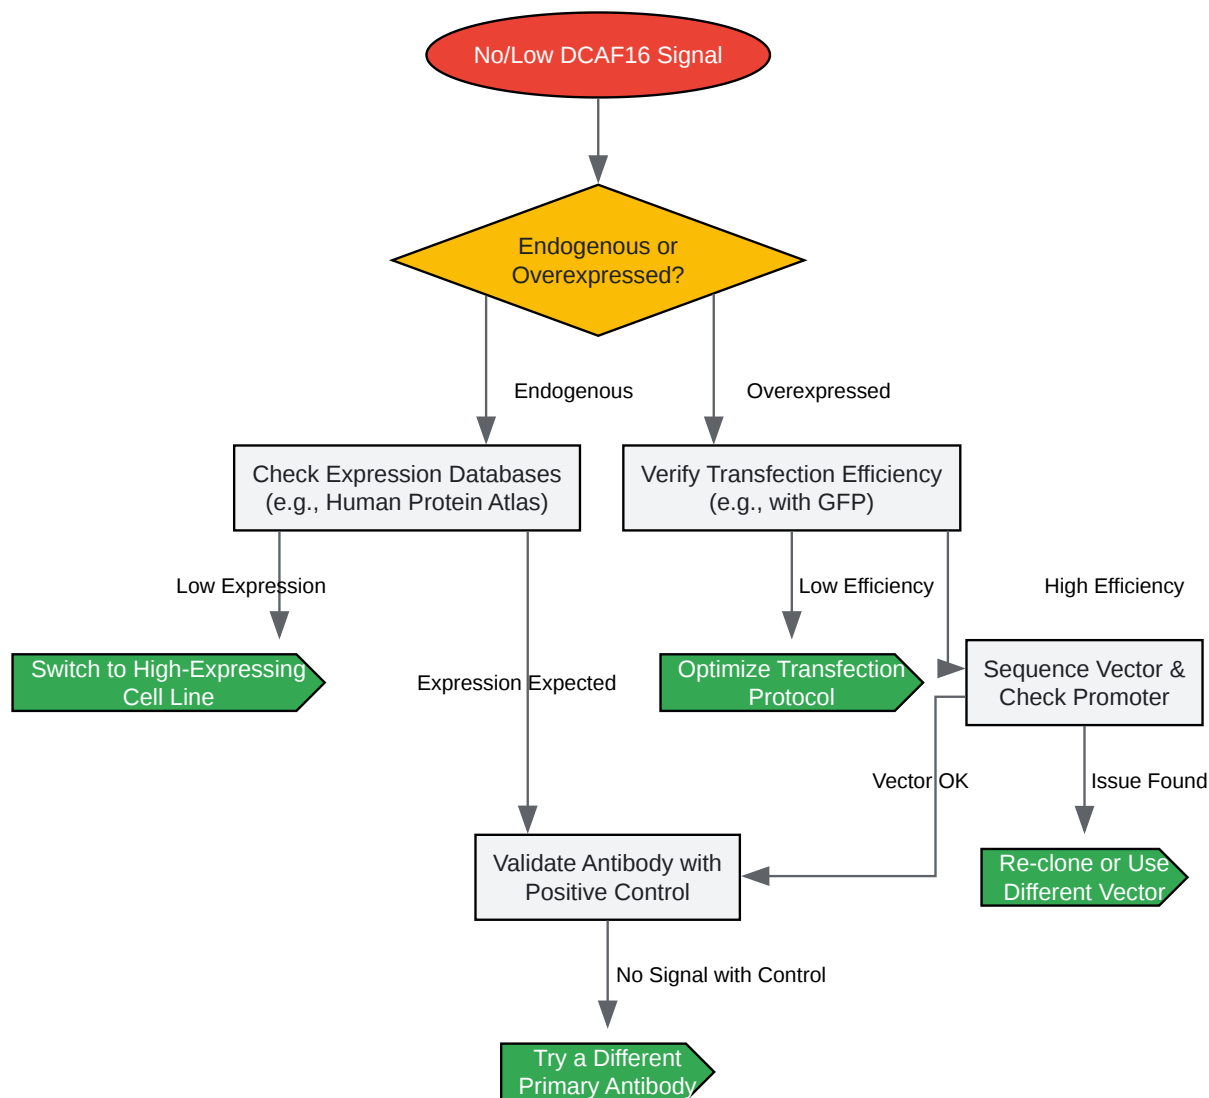 No/Low DCAF16 Signal
Endogenous or
Overexpressed?
Endogenous
Overexpressed
Check Expression Databases
(e.g., Human Protein Atlas)
Verify Transfection Efficiency
(e.g., with GFP)
Low Expression
Low Efficiency
High Efficiency
Switch to High-Expressing
Cell Line
Expression Expected
Optimize Transfection
Protocol
Sequence Vector &
Check Promoter
Vector OK
Issue Found
Validate Antibody with
Positive Control
Re-clone or Use
Different Vector
No Signal with Control
Try a Different
Primary Antibody